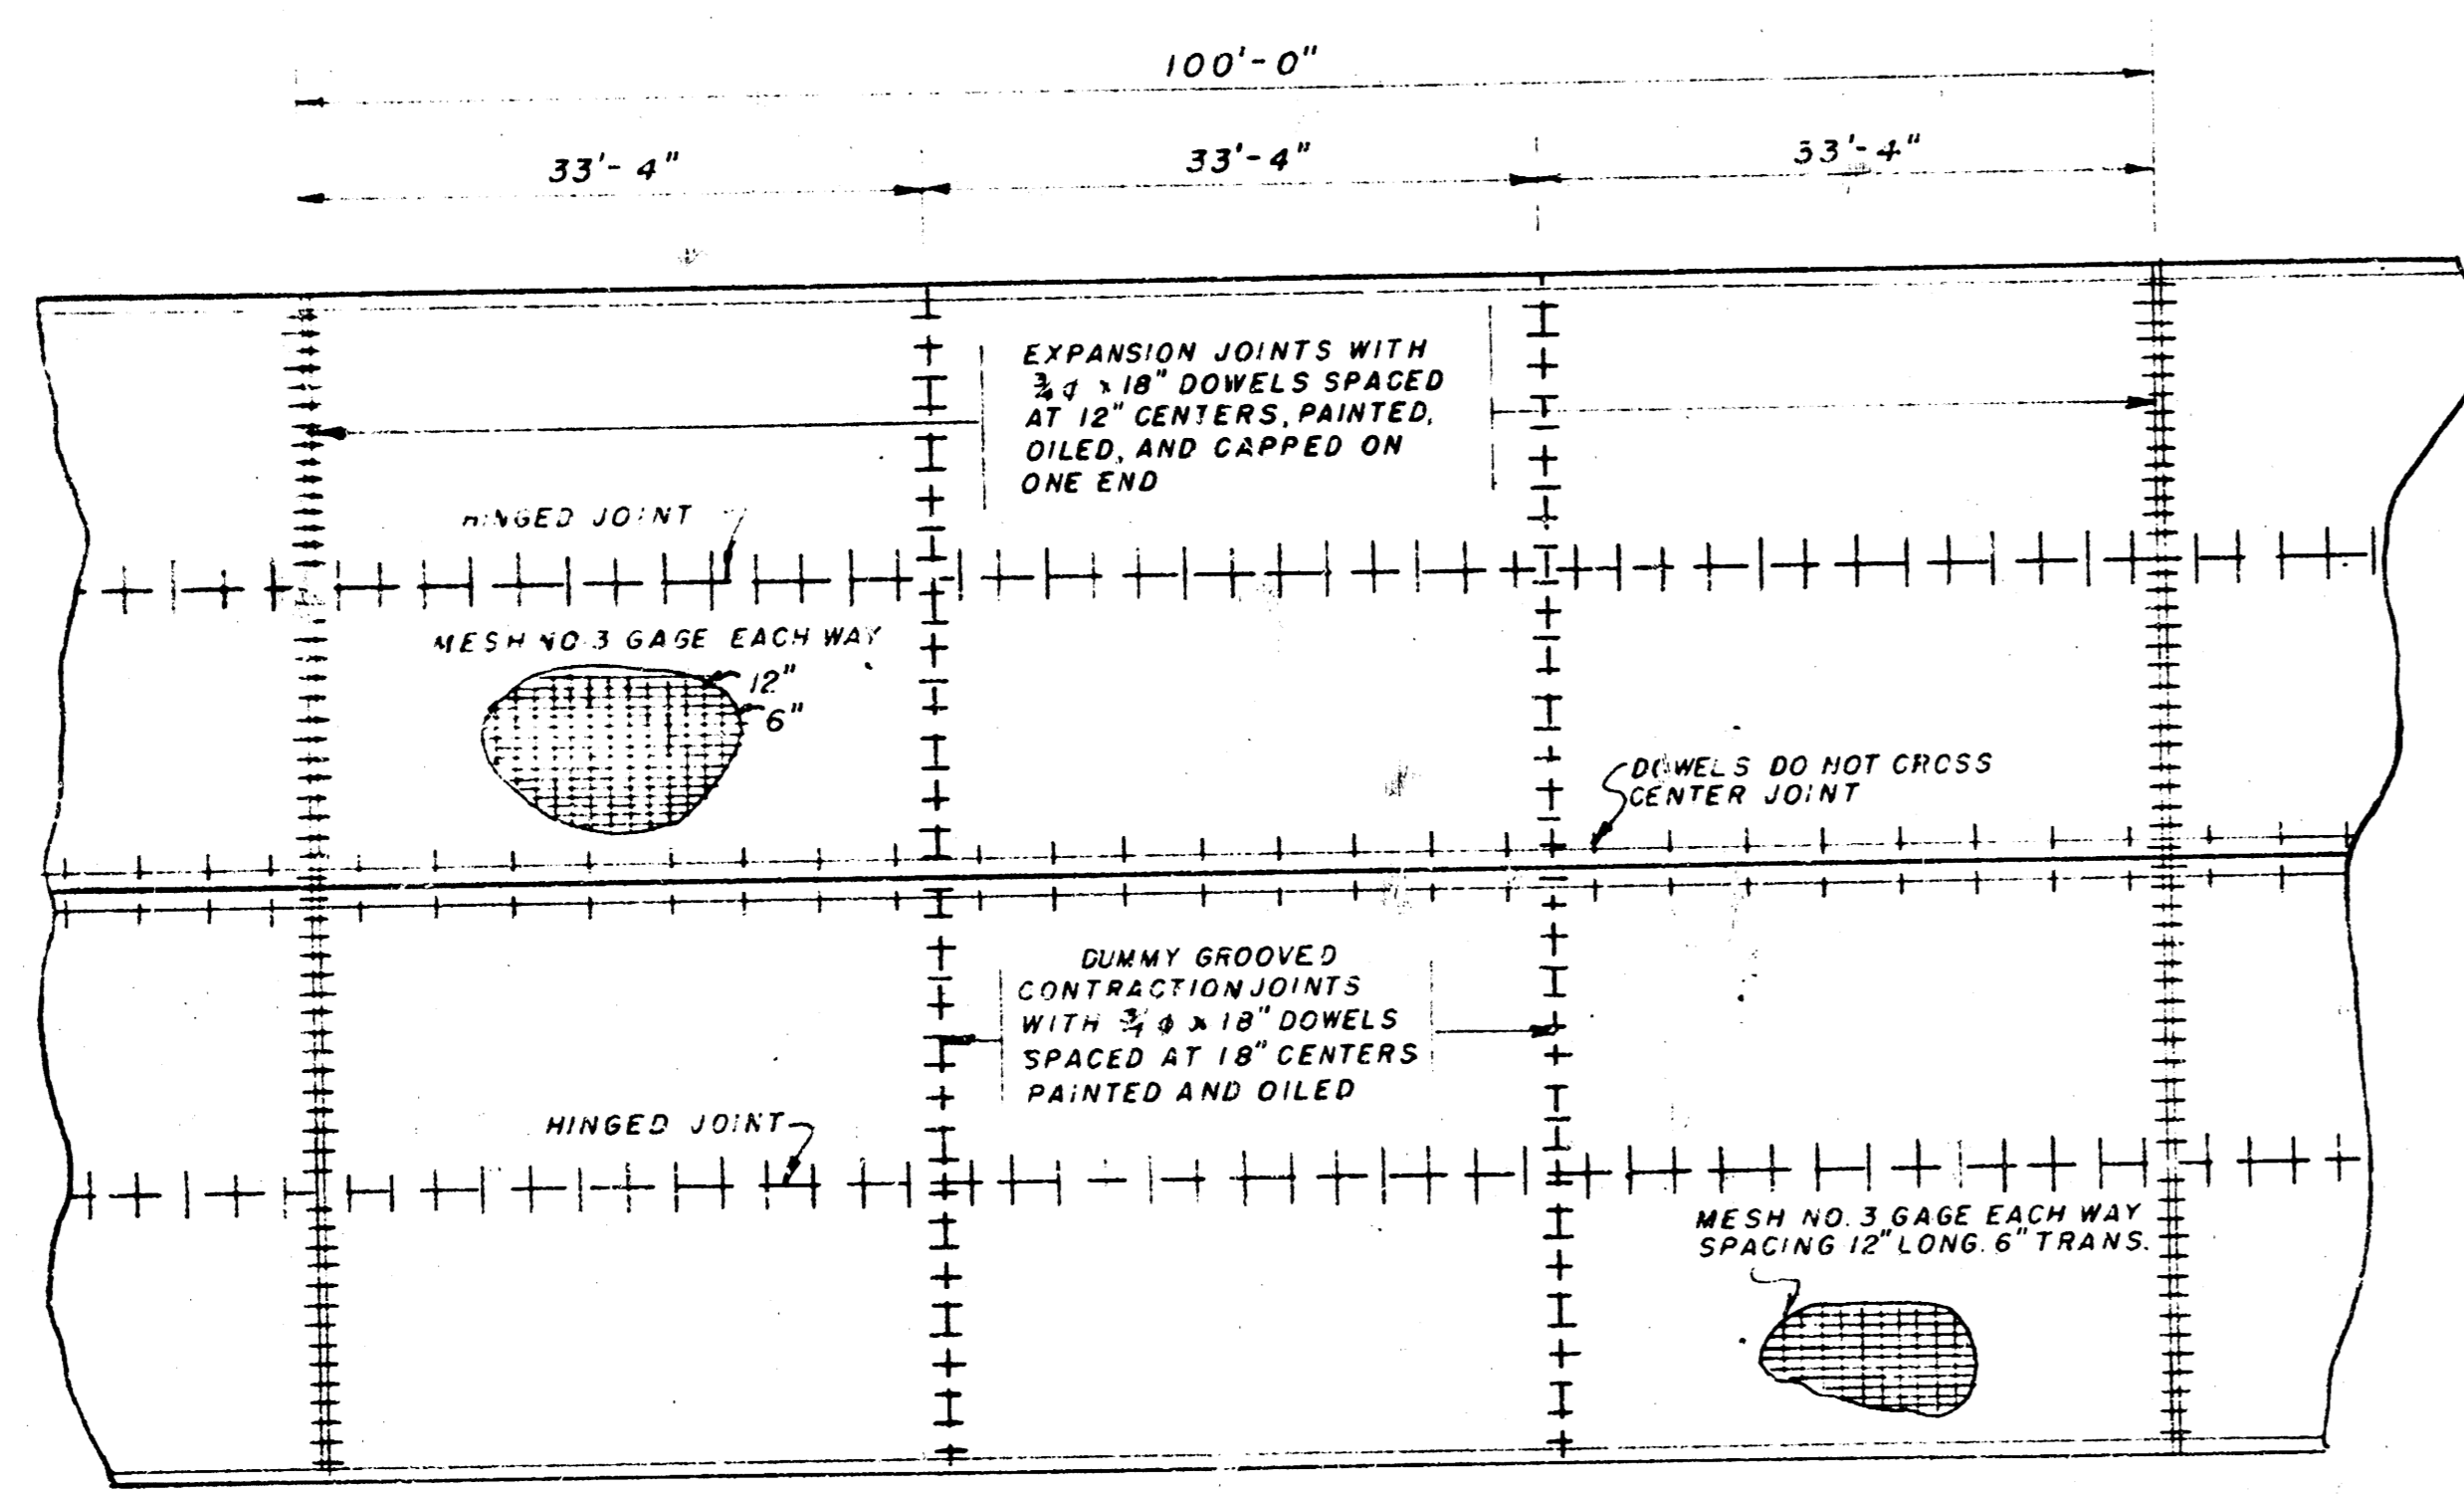 100'-0"
33'-4"
33'-4"
33'-4"
EXPANSION JOINTS WITH
¾ φ x 18" DOWELS SPACED
AT 12" CENTERS, PAINTED,
OILED, AND CAPPED ON
ONE END
HINGED JOINT
MESH NO. 3 GAGE EACH WAY
12"
6"
DOWELS DO NOT CROSS
CENTER JOINT
DUMMY GROOVED
CONTRACTION JOINTS
WITH ¾ φ x 18" DOWELS
SPACED AT 18" CENTERS
PAINTED AND OILED
HINGED JOINT
MESH NO. 3 GAGE EACH WAY
SPACING 12" LONG. 6" TRANS.